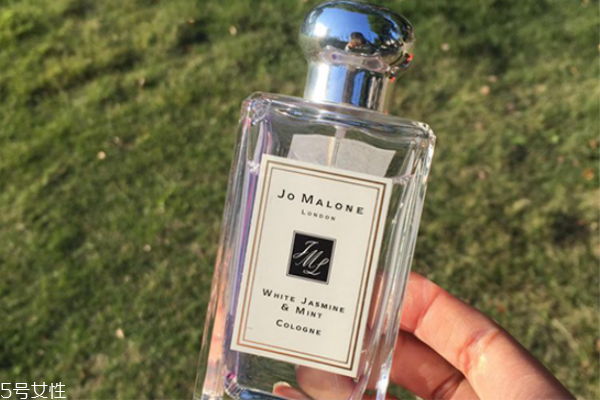 JO MALONE
LONDON
JML
WHITE JASMINE
& MINT
COLOGNE
5号女性